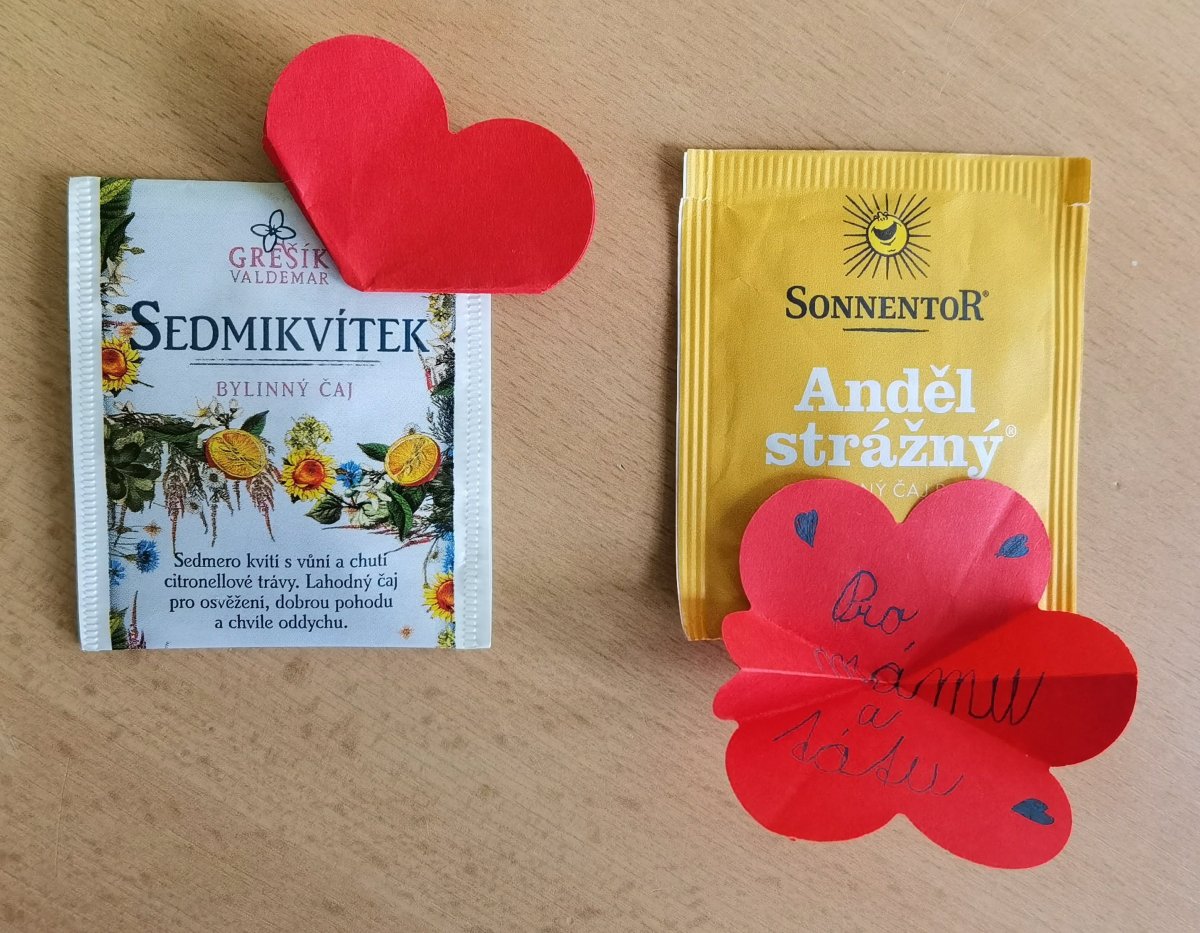 GREŠÍK
VALDEMAR
SEDMIKVÍTEK
BYLINNÝ ČAJ
Sedmero kvítí s vůní a chutí
citronellové trávy. Lahodný čaj
pro osvěžení, dobrou pohodu
a chvíle oddychu.
SONNENTOR®
Anděl
strážný®
ČAJ
Pro
mámu
a
tátu